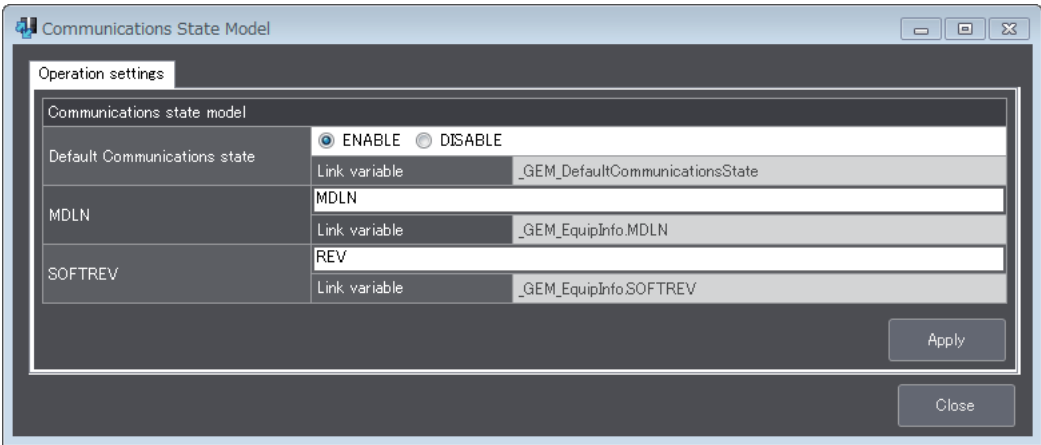 Communications State Model
Operation settings
Communications state model
Default Communications state
ENABLE DISABLE
Link variable _GEM_DefaultCommunicationsState
MDLN
MDLN
Link variable _GEM_EquipInfo.MDLN
SOFTREV
REV
Link variable _GEM_EquipInfo.SOFTREV
Apply
Close